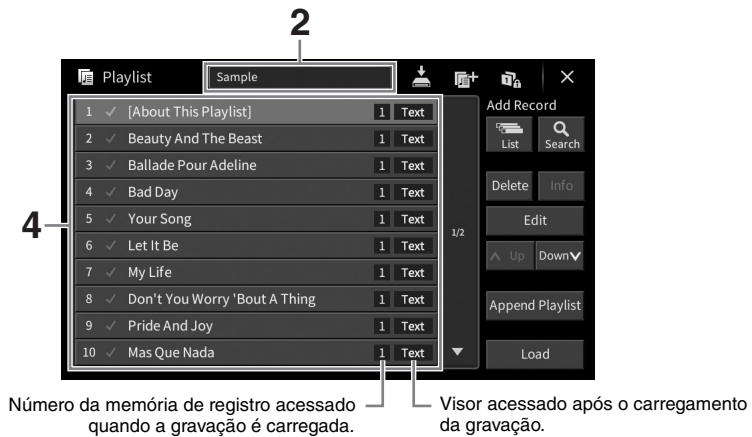 2
Playlist Sample
Add Record
1 [About This Playlist] 1 Text
List Search
2 Beauty And The Beast 1 Text
3 Ballade Pour Adeline 1 Text
Delete Info
4 Bad Day 1 Text
4
5 Your Song 1 Text
Edit
1/2
6 Let It Be 1 Text
Up Down
7 My Life 1 Text
8 Don't You Worry 'Bout A Thing 1 Text
Append Playlist
9 Pride And Joy 1 Text
10 Mas Que Nada 1 Text
Load
Número da memória de registro acessado
quando a gravação é carregada.
Visor acessado após o carregamento
da gravação.